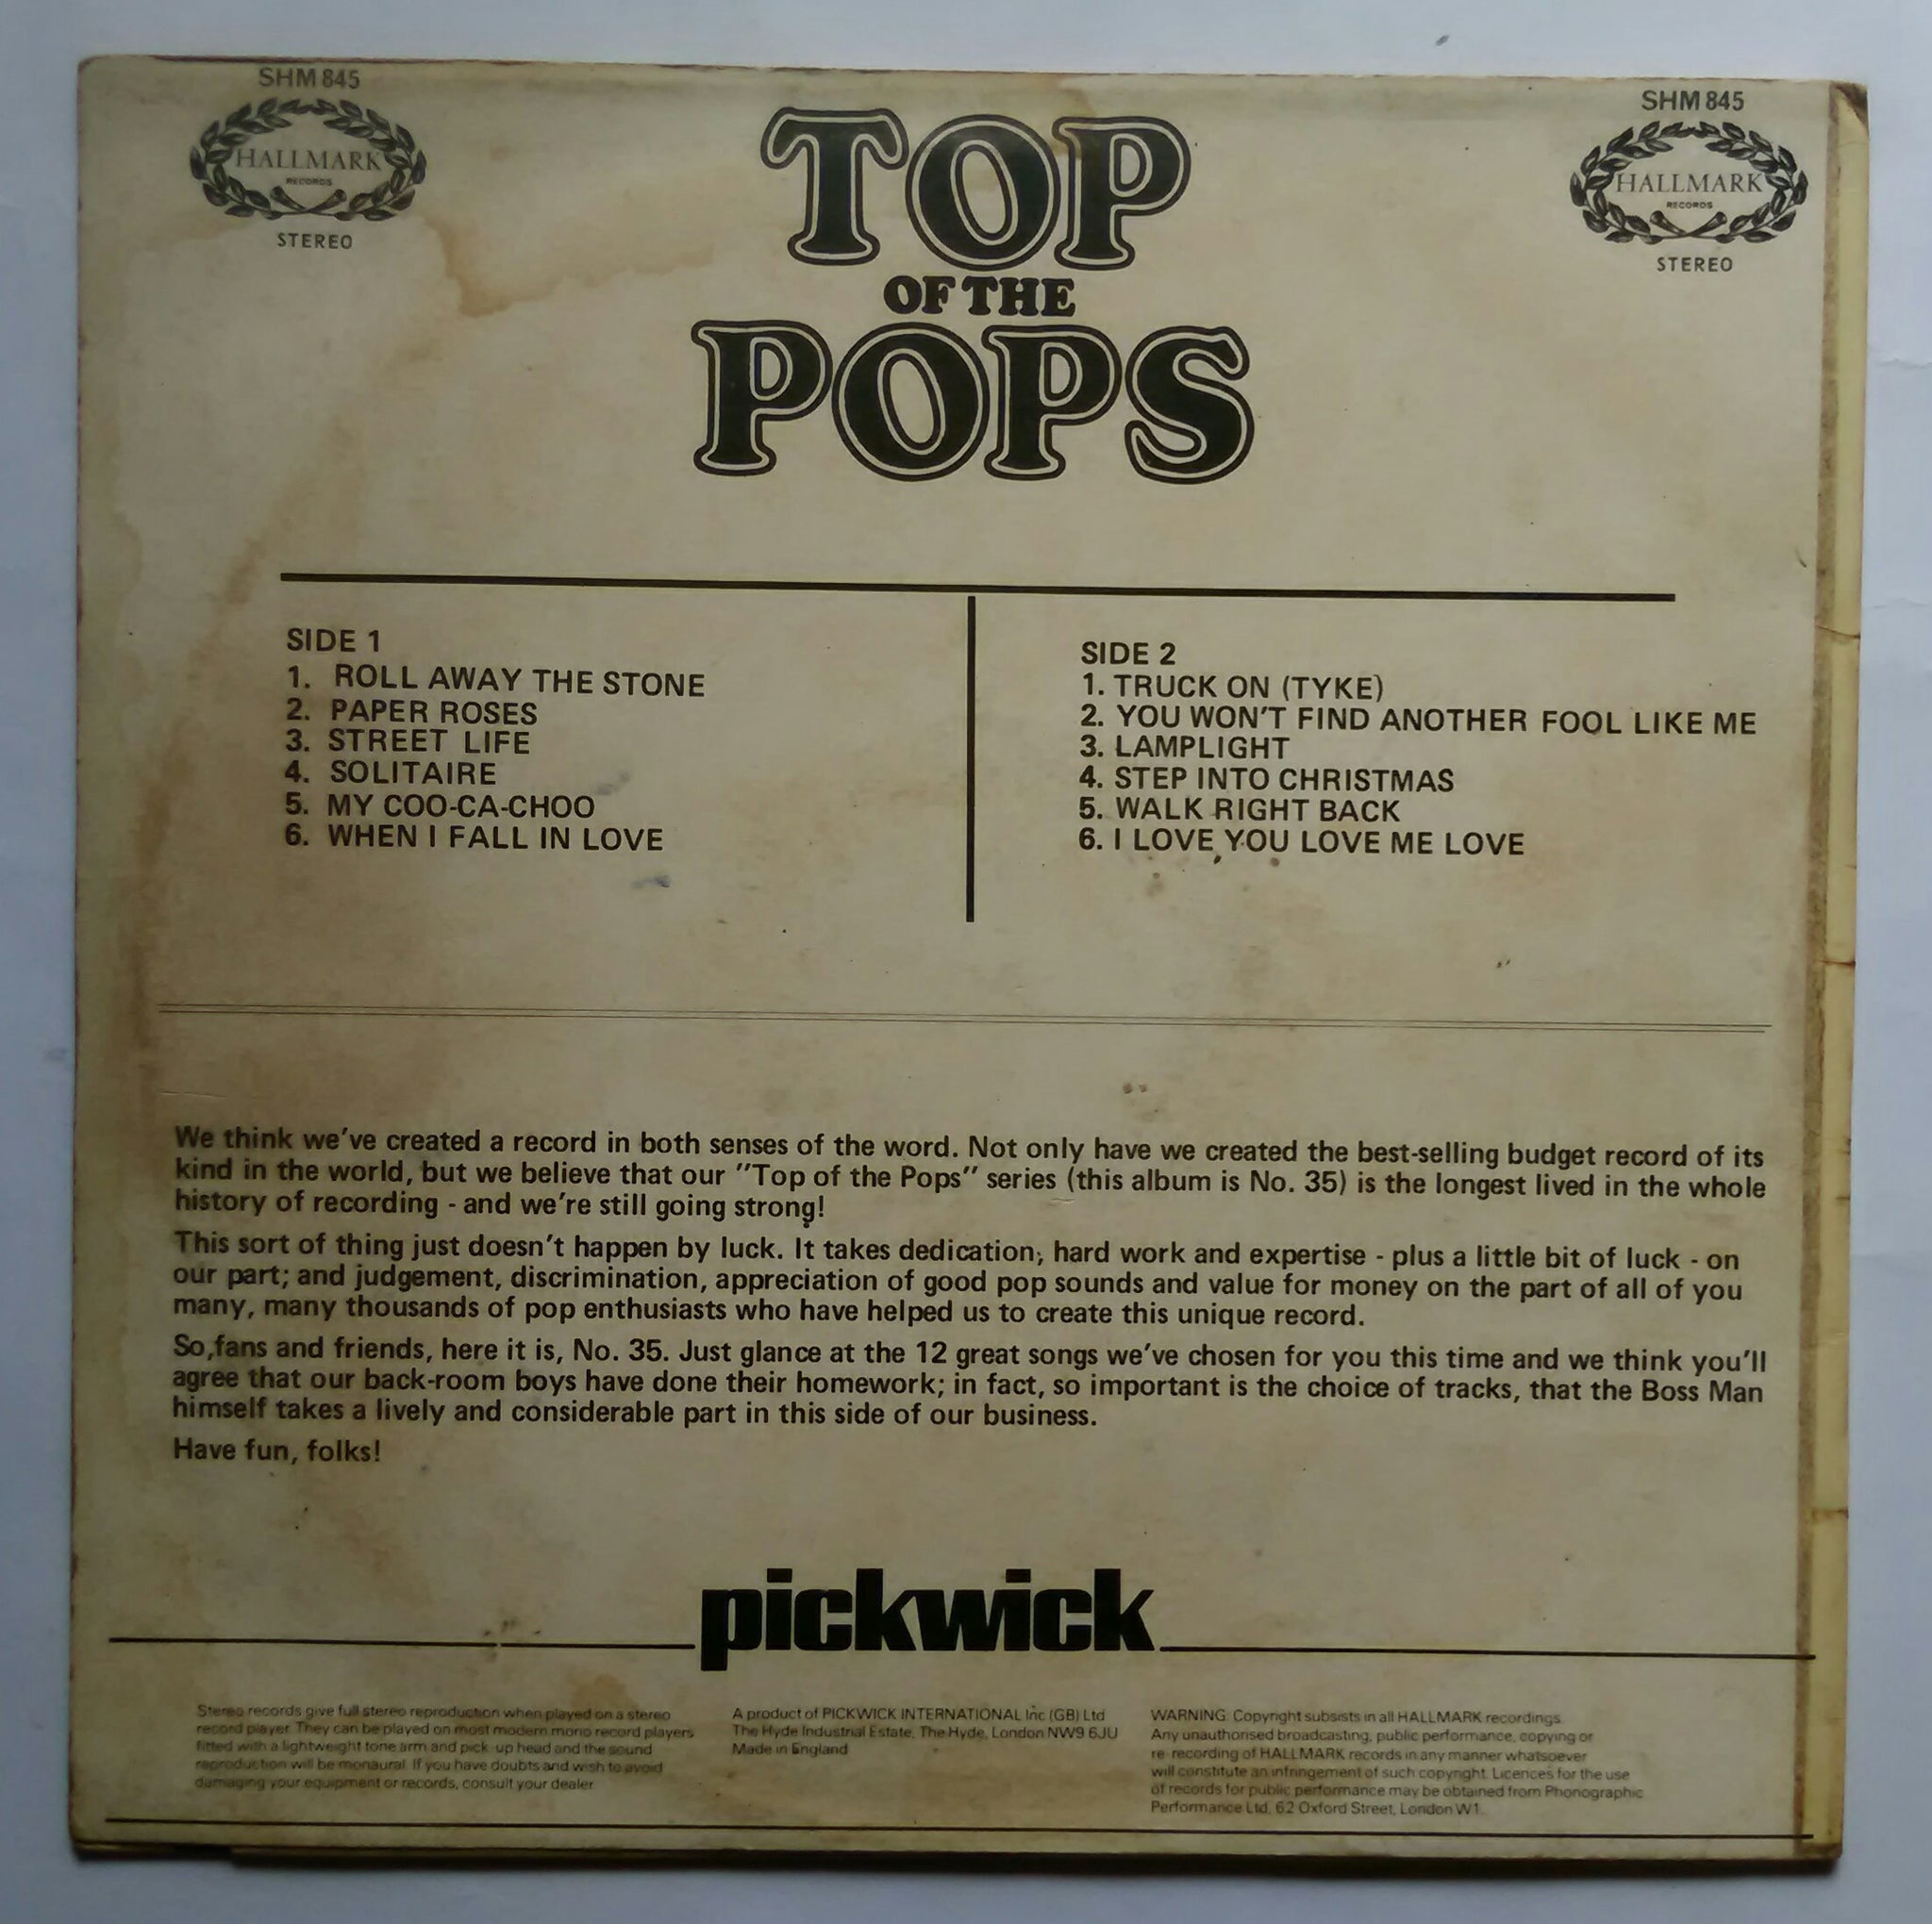 SHM 845
HALLMARK
RECORDS
STEREO
SHM 845
HALLMARK
RECORDS
STEREO
TOP
OF THE
POPS
SIDE 1
1. ROLL AWAY THE STONE
2. PAPER ROSES
3. STREET LIFE
4. SOLITAIRE
5. MY COO-CA-CHOO
6. WHEN I FALL IN LOVE
SIDE 2
1. TRUCK ON (TYKE)
2. YOU WON'T FIND ANOTHER FOOL LIKE ME
3. LAMPLIGHT
4. STEP INTO CHRISTMAS
5. WALK RIGHT BACK
6. I LOVE YOU LOVE ME LOVE
We think we've created a record in both senses of the word. Not only have we created the best-selling budget record of its
kind in the world, but we believe that our "Top of the Pops" series (this album is No. 35) is the longest lived in the whole
history of recording - and we're still going strong!
This sort of thing just doesn't happen by luck. It takes dedication, hard work and expertise - plus a little bit of luck - on
our part; and judgement, discrimination, appreciation of good pop sounds and value for money on the part of all of you
many, many thousands of pop enthusiasts who have helped us to create this unique record.
So,fans and friends, here it is, No. 35. Just glance at the 12 great songs we've chosen for you this time and we think you'll
agree that our back-room boys have done their homework; in fact, so important is the choice of tracks, that the Boss Man
himself takes a lively and considerable part in this side of our business.
Have fun, folks!
pickwick
Stereo records give full stereo reproduction when played on a stereo
record player. They can be played on most modern mono record players
fitted with a lightweight tone arm and pick-up head and the sound
reproduction will be monaural. If you have doubts and wish to avoid
damaging your equipment or records, consult your dealer
A product of PICKWICK INTERNATIONAL Inc (GB) Ltd
The Hyde Industrial Estate, The Hyde, London NW9 6JU
Made in England
WARNING: Copyright subsists in all HALLMARK recordings.
Any unauthorised broadcasting, public performance, copying or
re-recording of HALLMARK records in any manner whatsoever
will constitute an infringement of such copyright. Licences for the use
of records for public performance may be obtained from Phonographic
Performance Ltd, 62 Oxford Street, London W1.